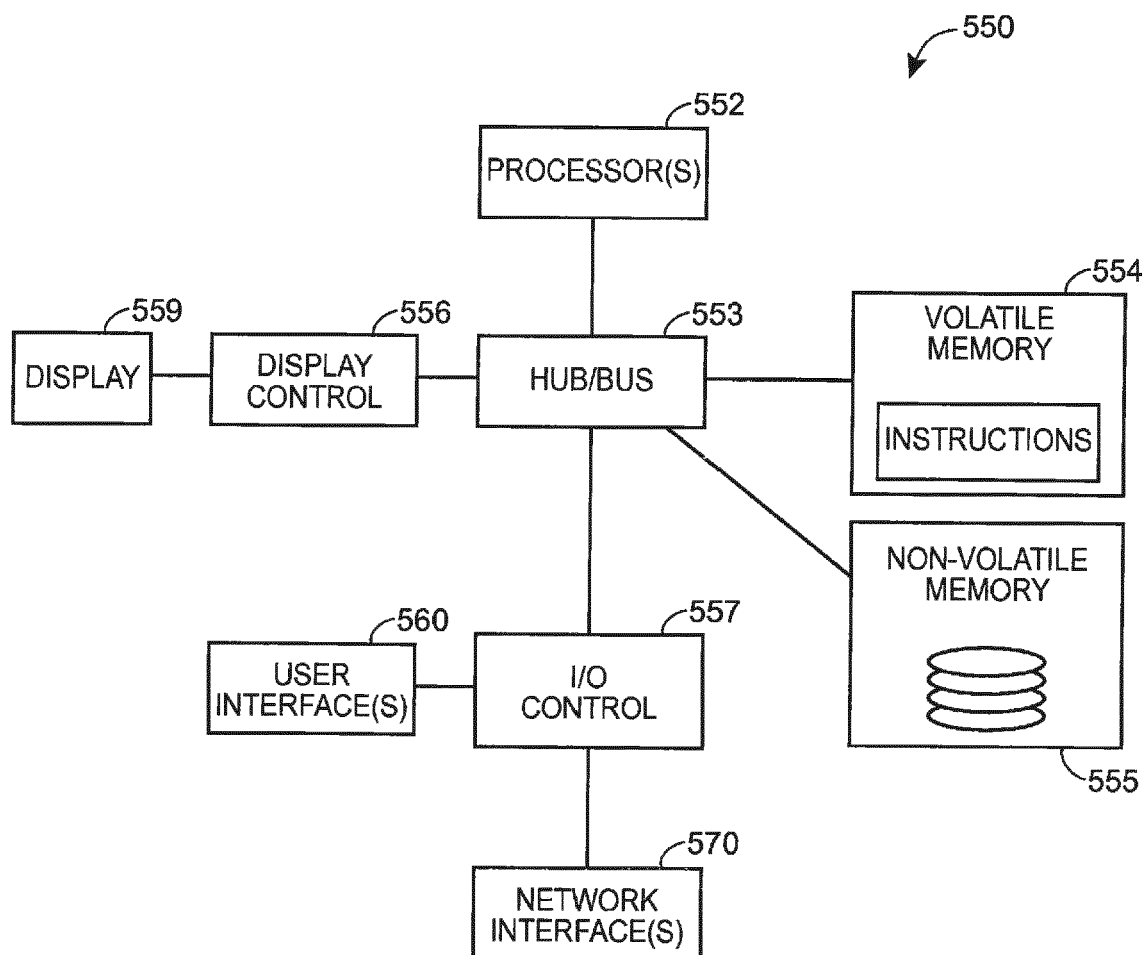 550
552
PROCESSOR(S)
554
VOLATILE
MEMORY
INSTRUCTIONS
559
DISPLAY
556
DISPLAY
CONTROL
553
HUB/BUS
NON-VOLATILE
MEMORY
555
560
USER
INTERFACE(S)
557
I/O
CONTROL
570
NETWORK
INTERFACE(S)